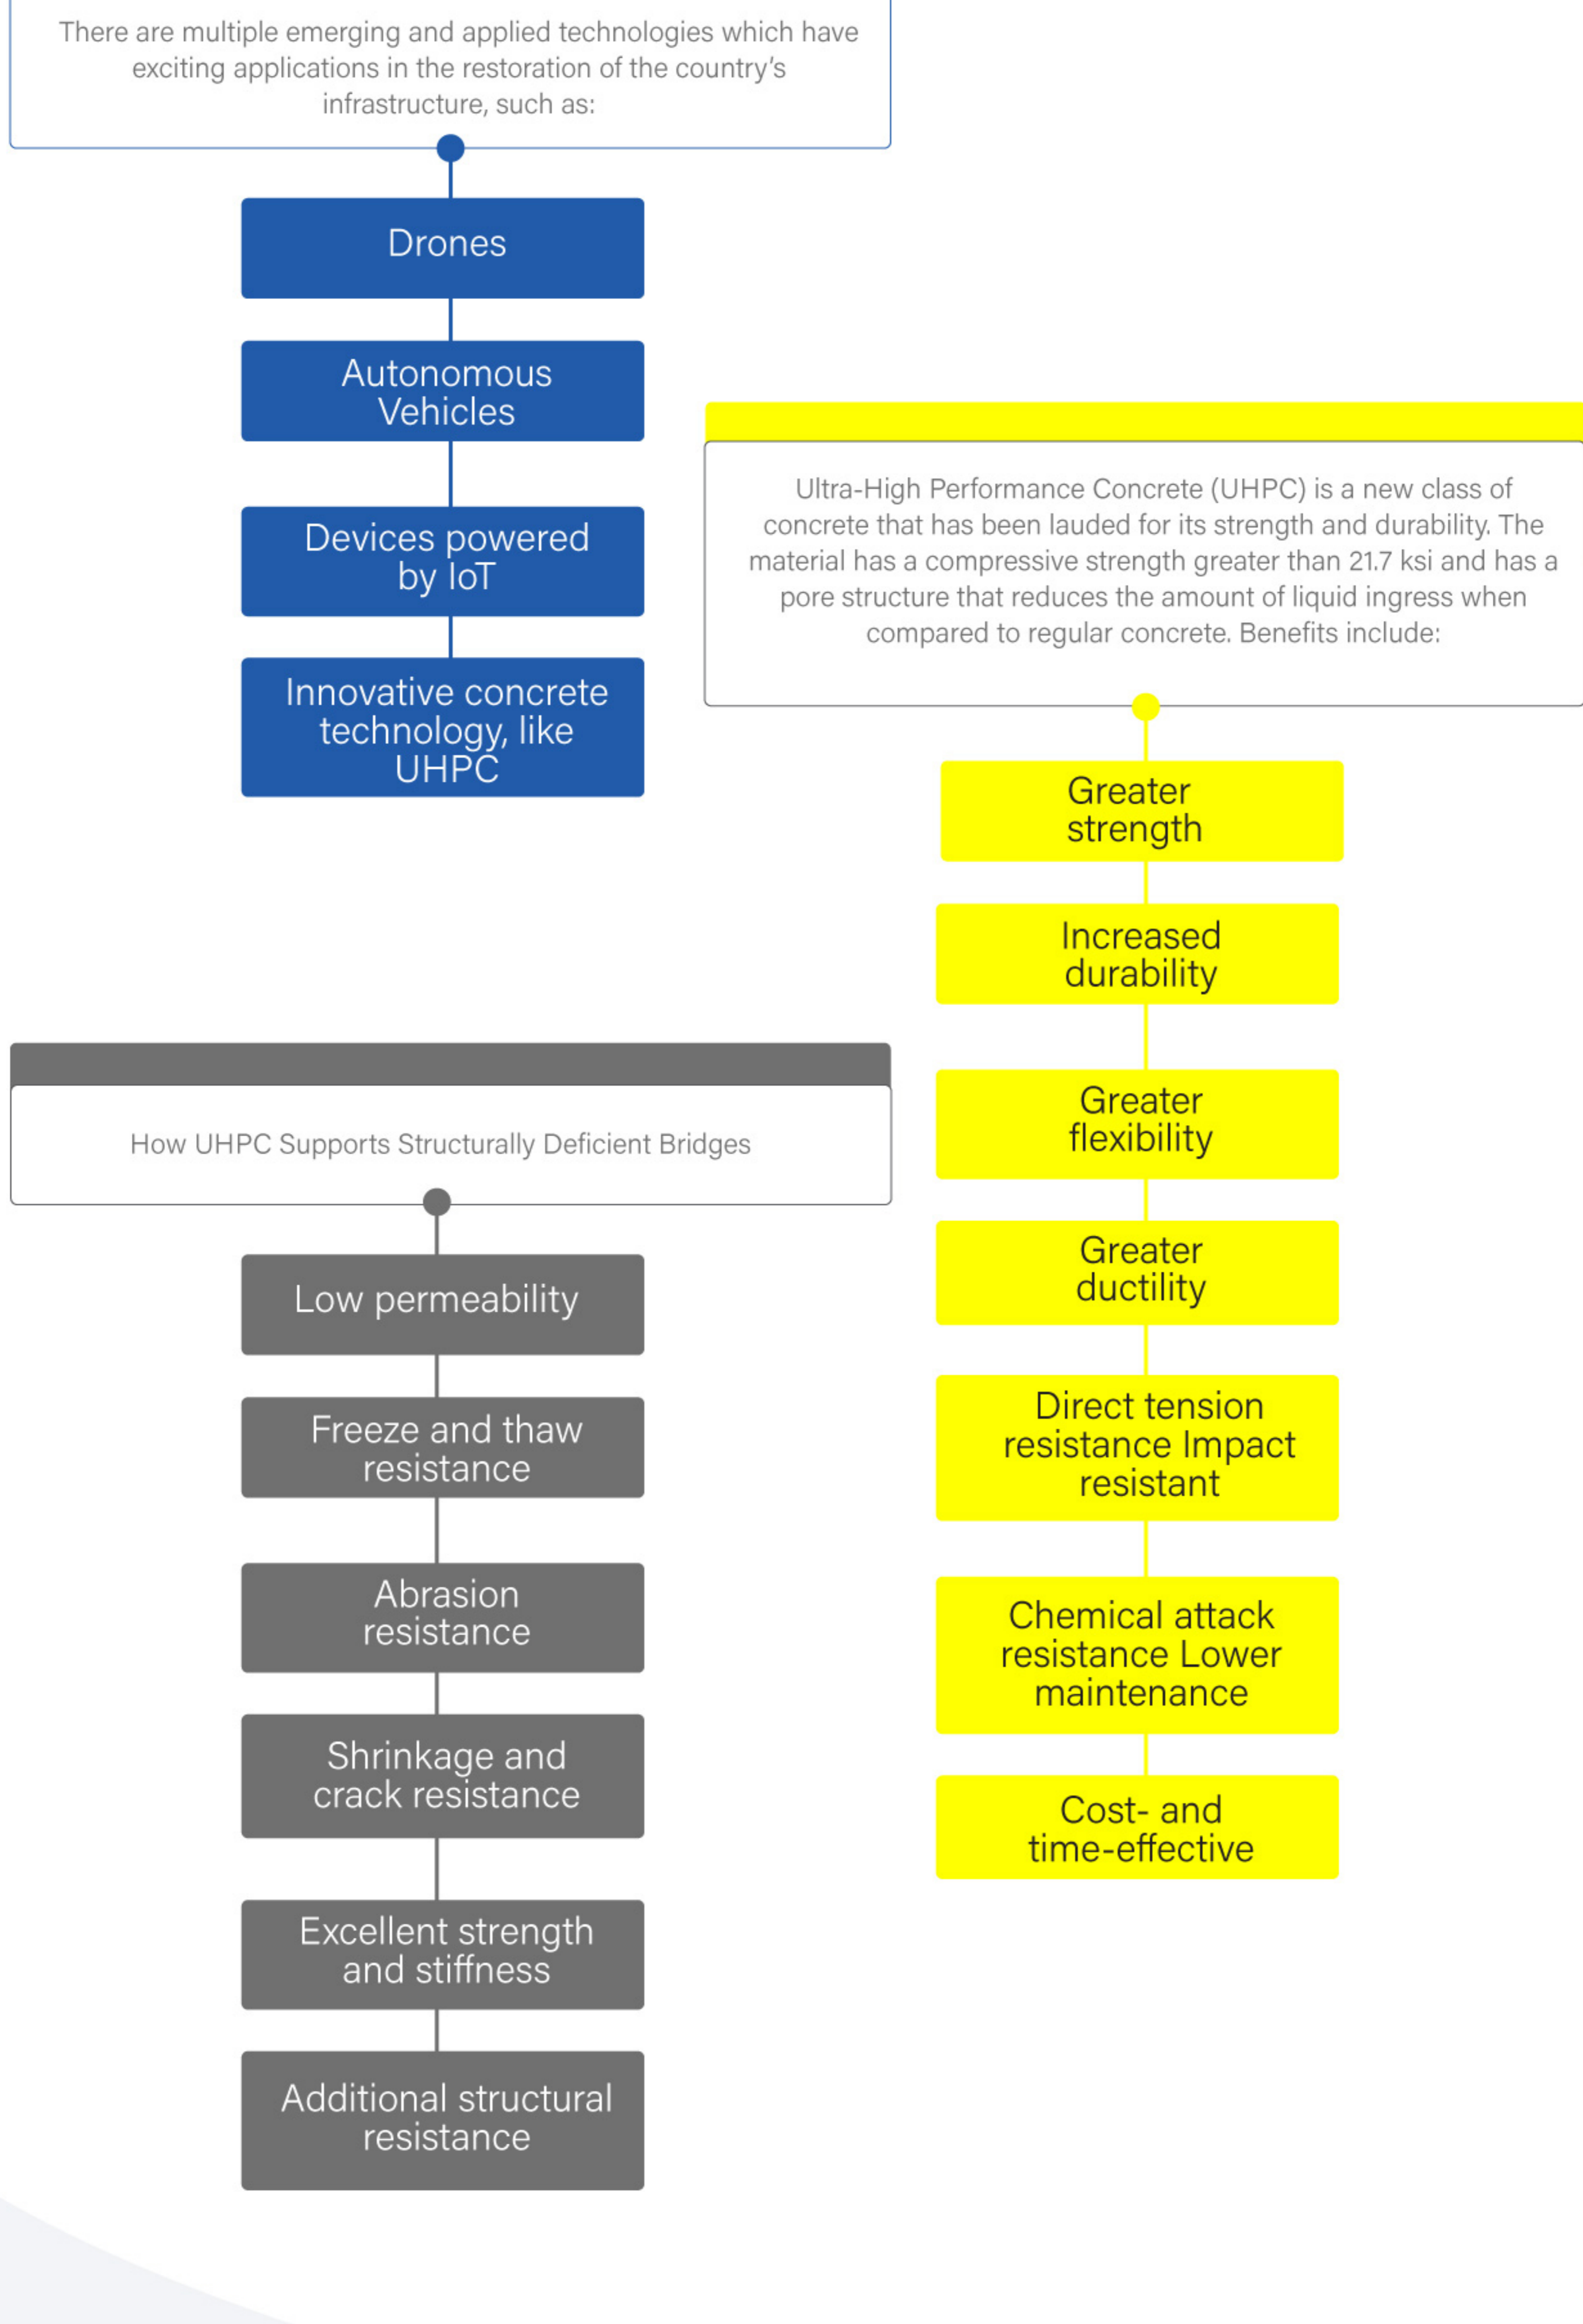 There are multiple emerging and applied technologies which have
exciting applications in the restoration of the country's
infrastructure, such as:
Drones
Autonomous
Vehicles
Devices powered
by IoT
Innovative concrete
technology, like
UHPC
Ultra-High Performance Concrete (UHPC) is a new class of
concrete that has been lauded for its strength and durability. The
material has a compressive strength greater than 21.7 ksi and has a
pore structure that reduces the amount of liquid ingress when
compared to regular concrete. Benefits include:
Greater
strength
Increased
durability
Greater
flexibility
Greater
ductility
Direct tension
resistance Impact
resistant
Chemical attack
resistance Lower
maintenance
Cost- and
time-effective
How UHPC Supports Structurally Deficient Bridges
Low permeability
Freeze and thaw
resistance
Abrasion
resistance
Shrinkage and
crack resistance
Excellent strength
and stiffness
Additional structural
resistance